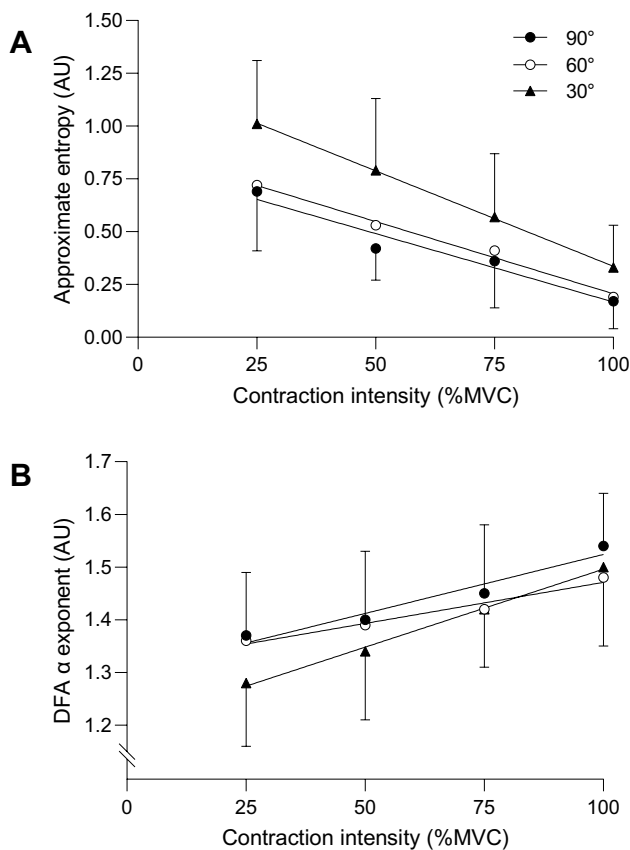 A
1.50
1.25
1.00
0.75
0.50
0.25
0.00
Approximate entropy (AU)
90°
60°
30°
0 25 50 75 100
Contraction intensity (%MVC)
B
1.7
1.6
1.5
1.4
1.3
1.2
DFA α exponent (AU)
0 25 50 75 100
Contraction intensity (%MVC)